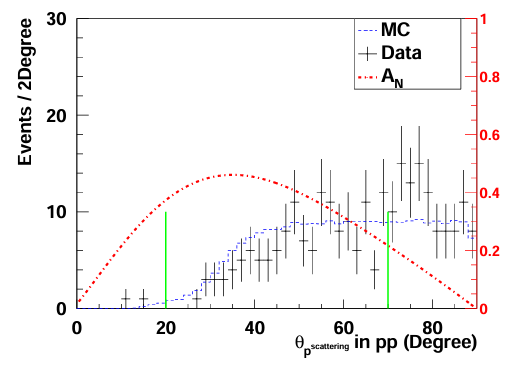 MC
Data
A_N
Events / 2Degree
30
20
10
0
1
0.8
0.6
0.4
0.2
0
0 20 40 60 80
θ_p^scattering in pp (Degree)